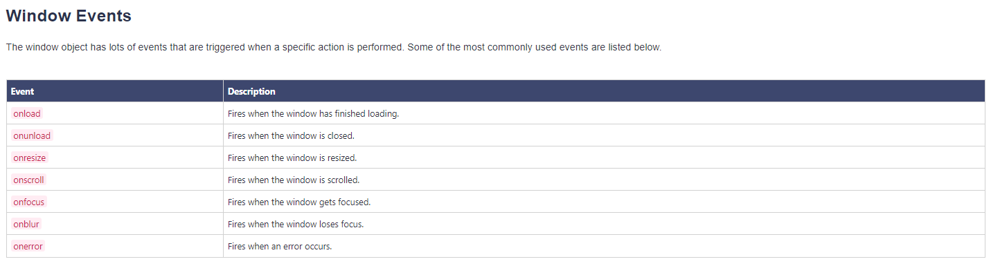 Window Events
The window object has lots of events that are triggered when a specific action is performed. Some of the most commonly used events are listed below.
Event Description
onload Fires when the window has finished loading.
onunload Fires when the window is closed.
onresize Fires when the window is resized.
onscroll Fires when the window is scrolled.
onfocus Fires when the window gets focused.
onblur Fires when the window loses focus.
onerror Fires when an error occurs.